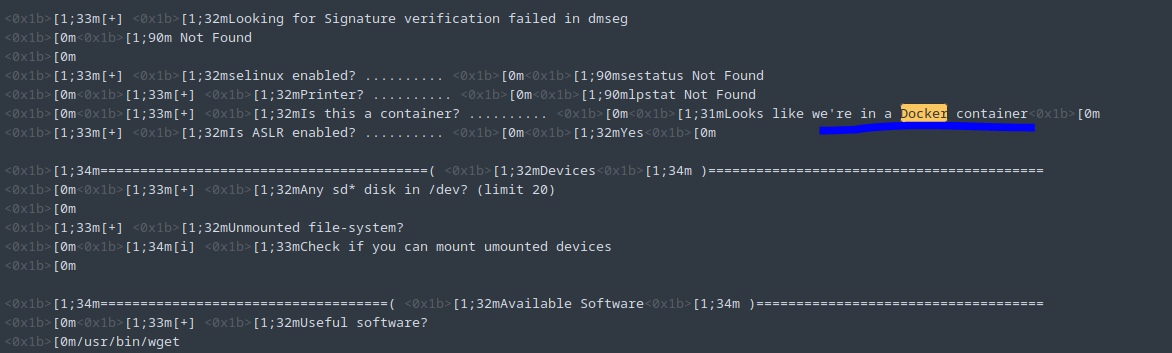 <0x1b>[1;33m[+] <0x1b>[1;32mLooking for Signature verification failed in dmseg
<0x1b>[0m<0x1b>[1;90m Not Found
<0x1b>[0m
<0x1b>[1;33m[+] <0x1b>[1;32mselinux enabled? .......... <0x1b>[0m<0x1b>[1;90msestatus Not Found
<0x1b>[0m<0x1b>[1;33m[+] <0x1b>[1;32mPrinter? .......... <0x1b>[0m<0x1b>[1;90mlpstat Not Found
<0x1b>[0m<0x1b>[1;33m[+] <0x1b>[1;32mIs this a container? .......... <0x1b>[0m<0x1b>[1;31mLooks like we're in a Docker container<0x1b>[0m
<0x1b>[1;33m[+] <0x1b>[1;32mIs ASLR enabled? .......... <0x1b>[0m<0x1b>[1;32mYes<0x1b>[0m
<0x1b>[1;34m=========================================( <0x1b>[1;32mDevices<0x1b>[1;34m )==========================================
<0x1b>[0m<0x1b>[1;33m[+] <0x1b>[1;32mAny sd* disk in /dev? (limit 20)
<0x1b>[0m
<0x1b>[1;33m[+] <0x1b>[1;32mUnmounted file-system?
<0x1b>[0m<0x1b>[1;34m[i] <0x1b>[1;33mCheck if you can mount umounted devices
<0x1b>[0m
<0x1b>[1;34m====================================( <0x1b>[1;32mAvailable Software<0x1b>[1;34m )====================================
<0x1b>[0m<0x1b>[1;33m[+] <0x1b>[1;32mUseful software?
<0x1b>[0m/usr/bin/wget